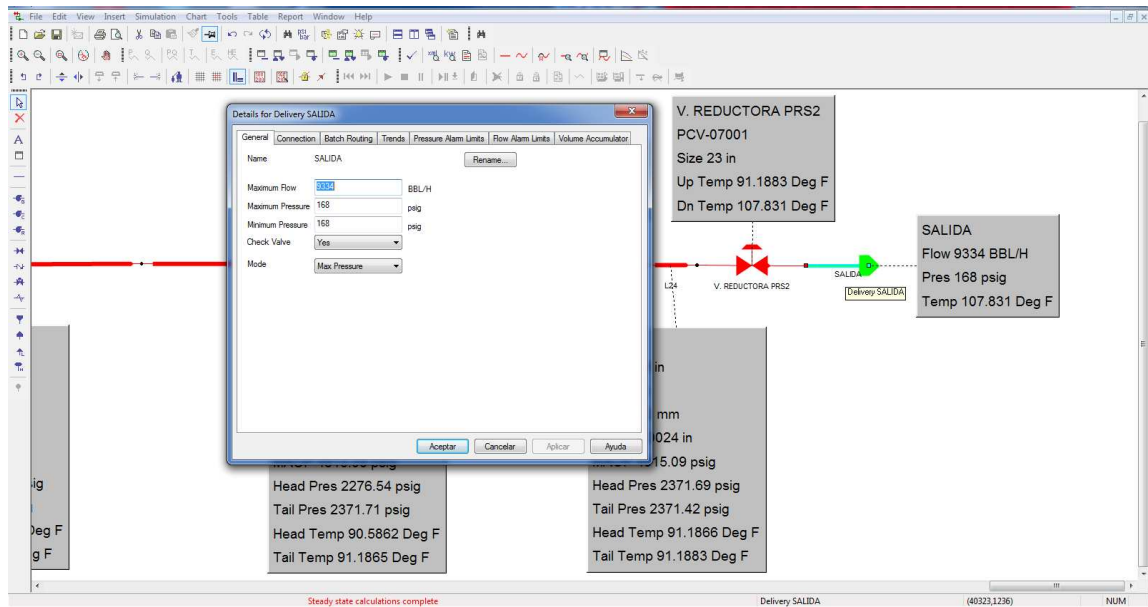 File Edit View Insert Simulation Chart Tools Table Report Window Help
Details for Delivery SALIDA
General Connection Batch Routing Trends Pressure Alarm Limits Flow Alarm Limits Volume Accumulator
Name SALIDA Rename...
Maximum Flow 9334 BBL/H
Maximum Pressure 168 psig
Minimum Pressure 168 psig
Check Valve Yes
Mode Max Pressure
Aceptar Cancelar Aplicar Ayuda
V. REDUCTORA PRS2
PCV-07001
Size 23 in
Up Temp 91.1883 Deg F
Dn Temp 107.831 Deg F
SALIDA
Flow 9334 BBL/H
Pres 168 psig
Temp 107.831 Deg F
L24
V. REDUCTORA PRS2
SALIDA
Delivery SALIDA
sig
Deg F
g F
Head Pres 2276.54 psig
Tail Pres 2371.71 psig
Head Temp 90.5862 Deg F
Tail Temp 91.1865 Deg F
in
mm
024 in
15.09 psig
Head Pres 2371.69 psig
Tail Pres 2371.42 psig
Head Temp 91.1866 Deg F
Tail Temp 91.1883 Deg F
Steady state calculations complete
Delivery SALIDA
(40323,1236)
NUM